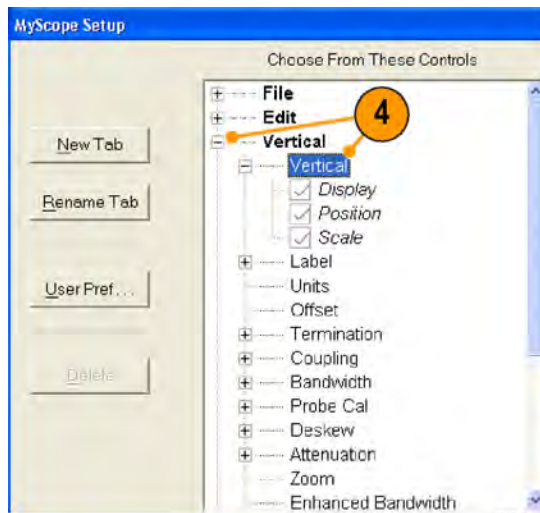 MyScope Setup
Choose From These Controls
File
Edit
4
Vertical
Vertical
Display
Position
Scale
Label
Units
Offset
Termination
Coupling
Bandwidth
Probe Cal
Deskew
Attenuation
Zoom
Enhanced Bandwidth
New Tab
Rename Tab
User Pref...
Delete